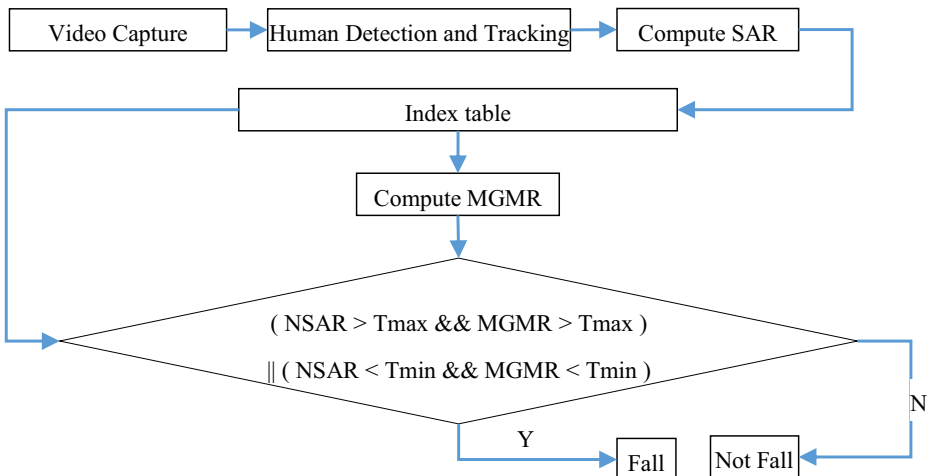 Video Capture
Human Detection and Tracking
Compute SAR
Index table
Compute MGMR
( NSAR > Tmax && MGMR > Tmax )
|| ( NSAR < Tmin && MGMR < Tmin )
N
Y
Fall
Not Fall